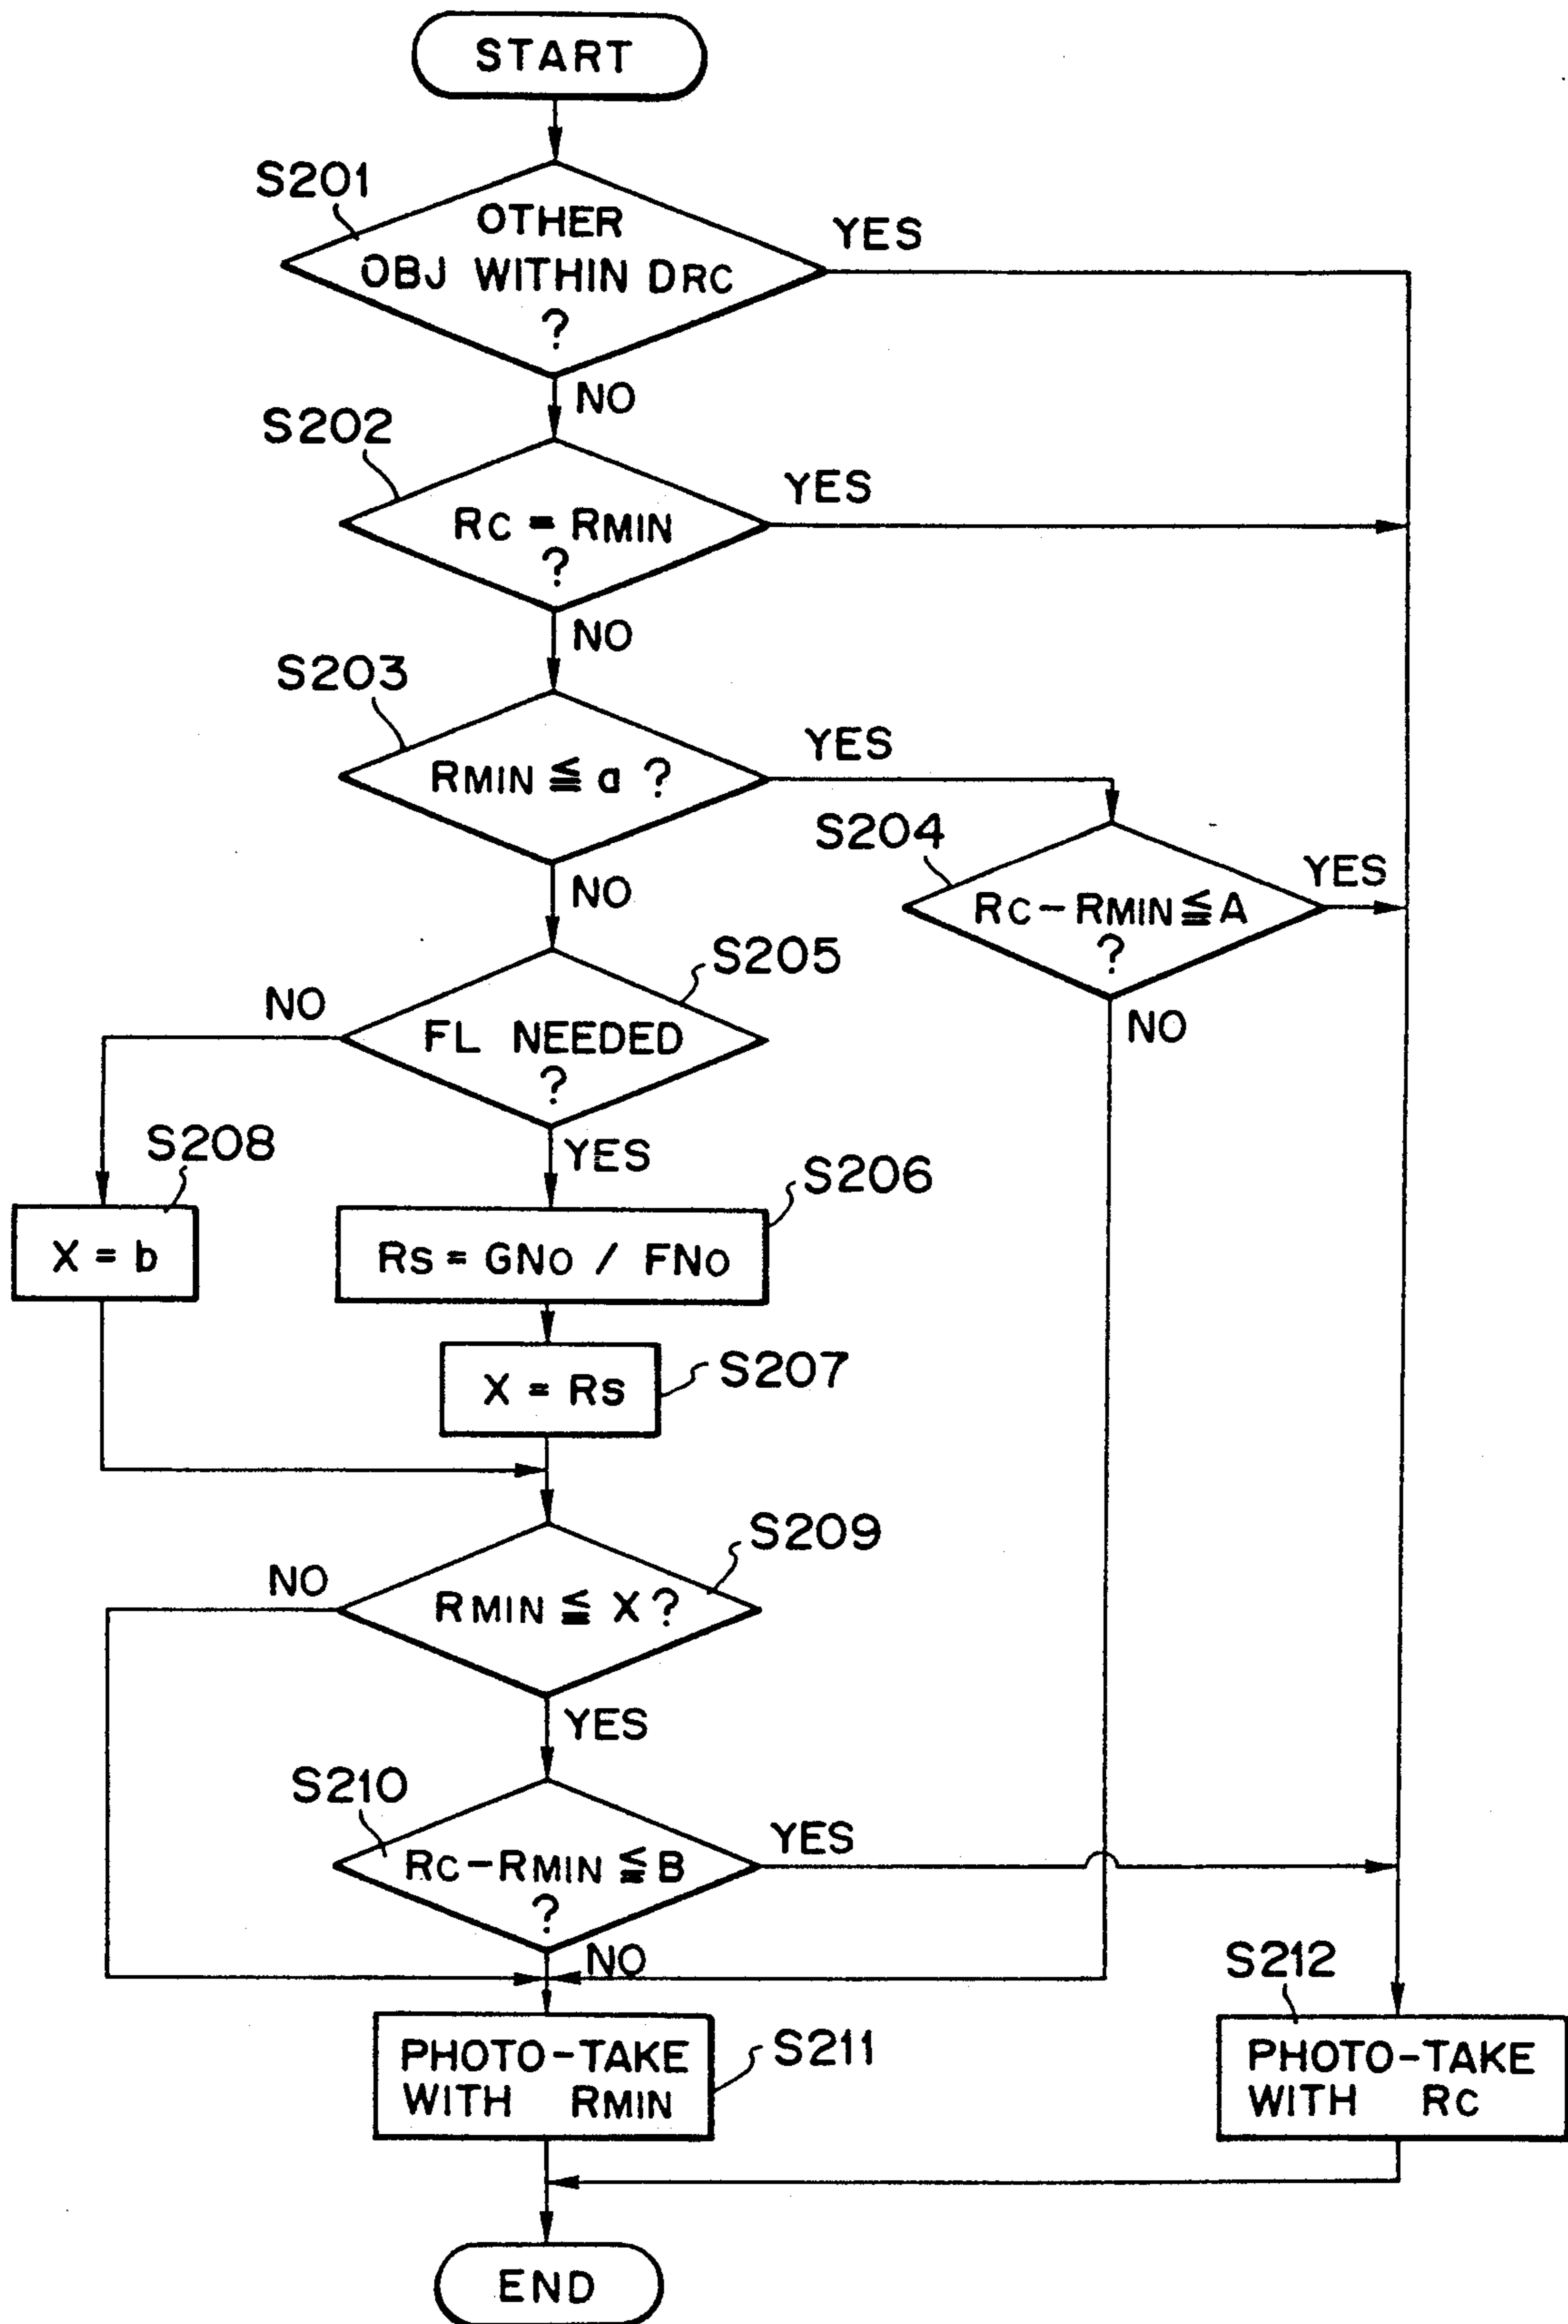 START
S201
OTHER
OBJ WITHIN DRC
?
YES
NO
S202
RC = RMIN
?
YES
NO
S203
RMIN ≦ a ?
YES
NO
S204
RC-RMIN≦A
?
YES
NO
S205
FL NEEDED
?
NO
YES
S208
X = b
S206
RS = GNO / FNO
S207
X = RS
S209
RMIN ≦ X ?
NO
YES
S210
RC-RMIN≦B
?
YES
NO
S211
PHOTO-TAKE
WITH RMIN
S212
PHOTO-TAKE
WITH RC
END